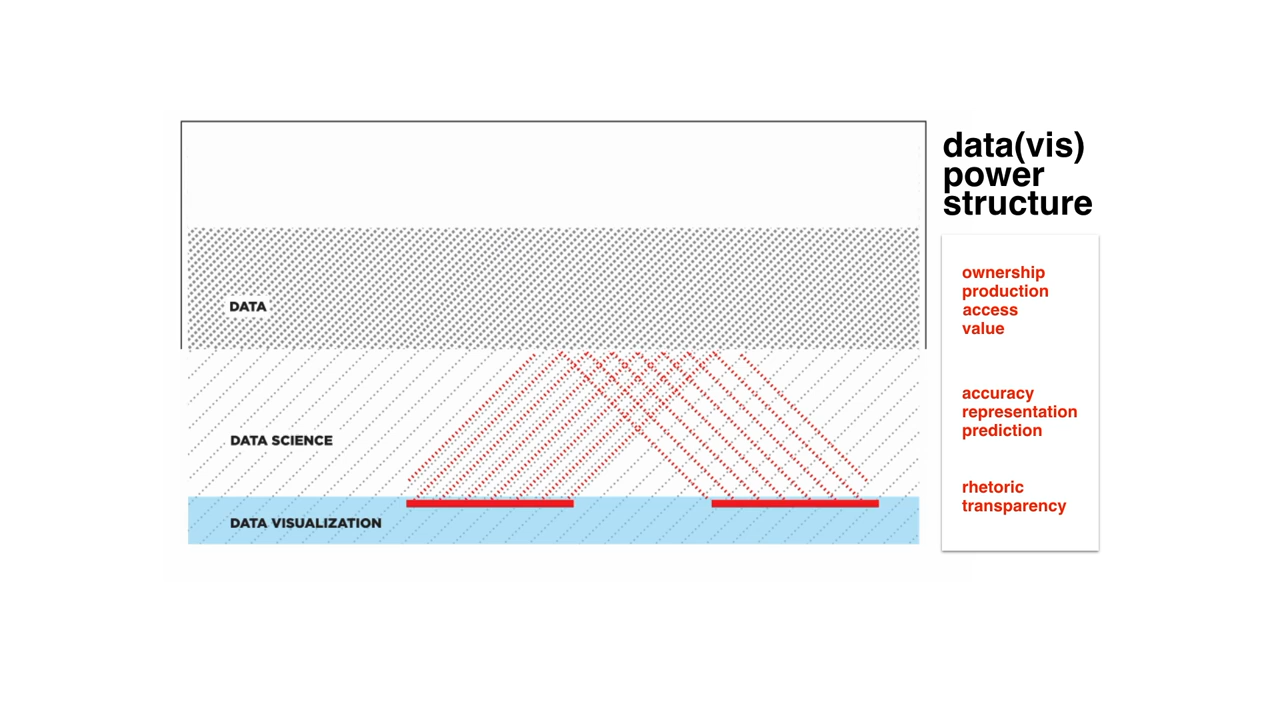 data(vis)
power
structure
DATA
ownership
production
access
value
DATA SCIENCE
accuracy
representation
prediction
DATA VISUALIZATION
rhetoric
transparency